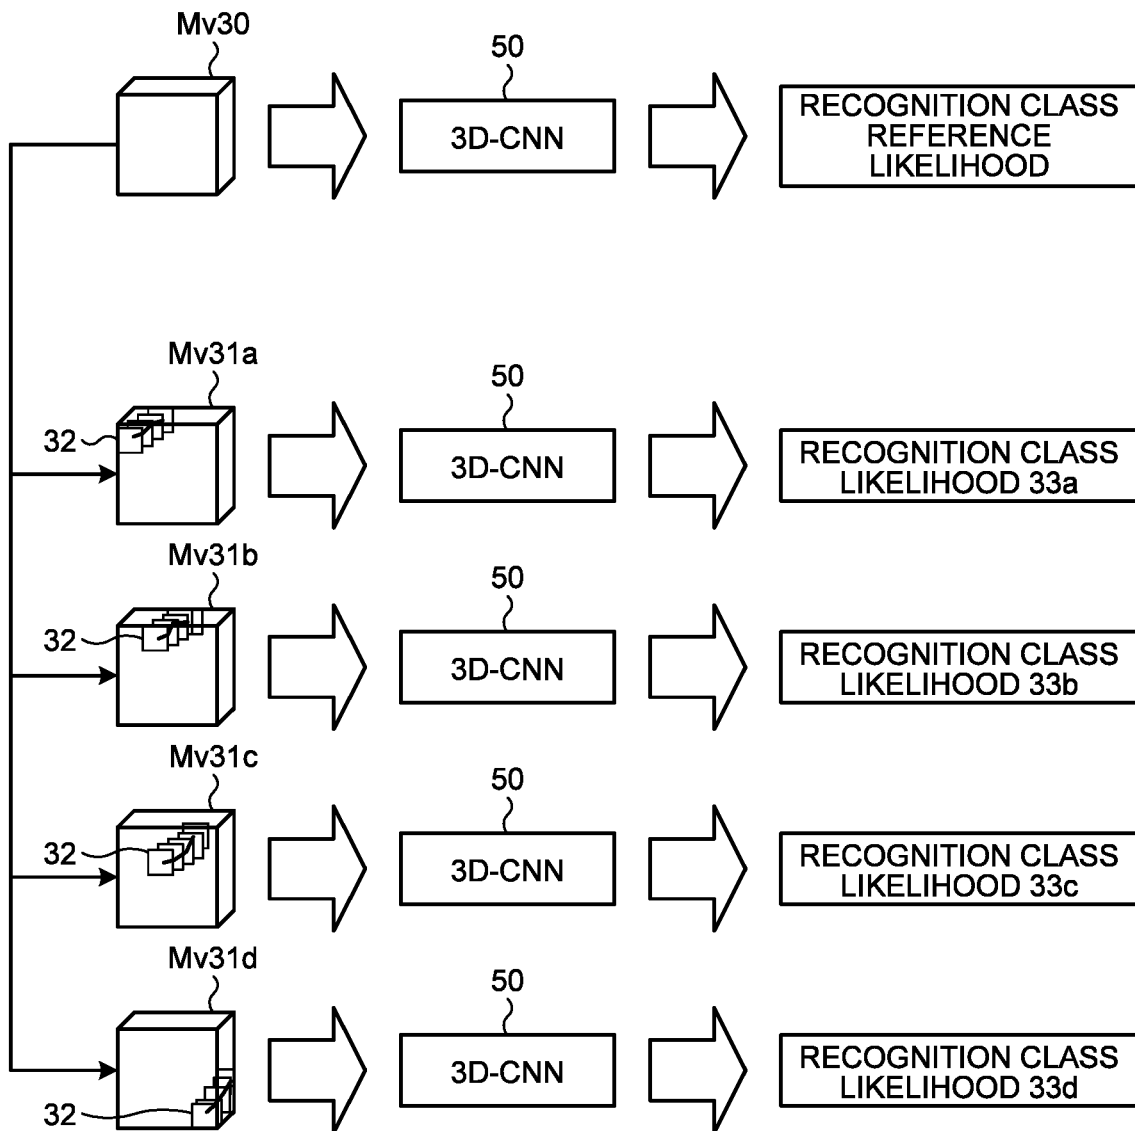 Mv30
50
3D-CNN
RECOGNITION CLASS
REFERENCE
LIKELIHOOD
Mv31a
50
32
3D-CNN
RECOGNITION CLASS
LIKELIHOOD 33a
Mv31b
50
32
3D-CNN
RECOGNITION CLASS
LIKELIHOOD 33b
Mv31c
50
32
3D-CNN
RECOGNITION CLASS
LIKELIHOOD 33c
Mv31d
50
32
3D-CNN
RECOGNITION CLASS
LIKELIHOOD 33d